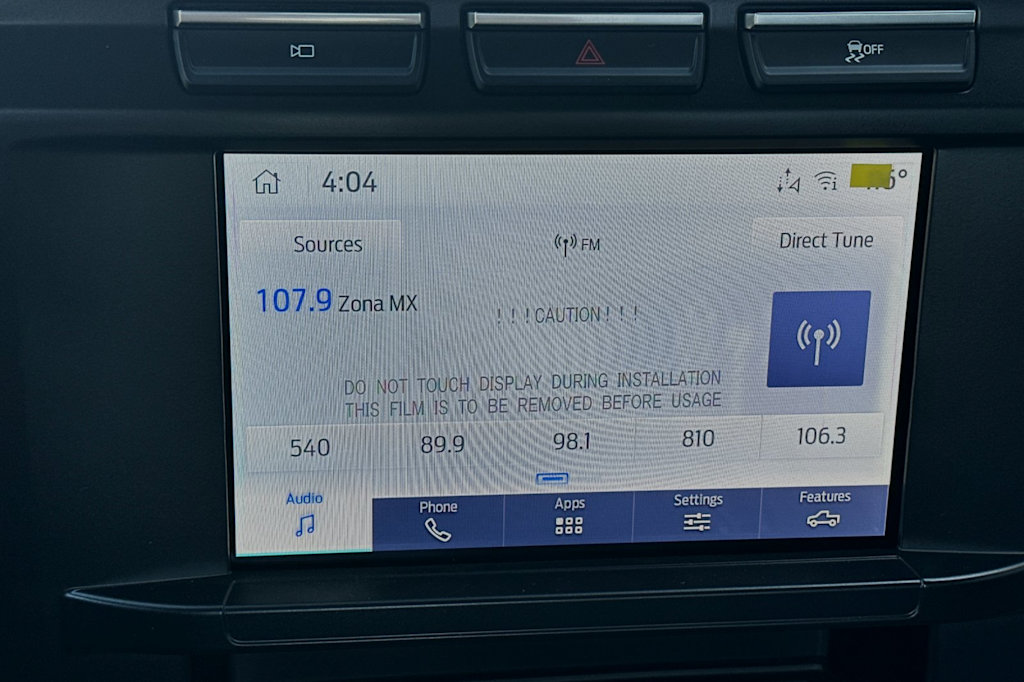 OFF
4:04
Sources
FM
Direct Tune
107.9 Zona MX
! ! ! CAUTION ! ! !
DO NOT TOUCH DISPLAY DURING INSTALLATION
THIS FILM IS TO BE REMOVED BEFORE USAGE
540 89.9 98.1 810 106.3
Audio Phone Apps Settings Features